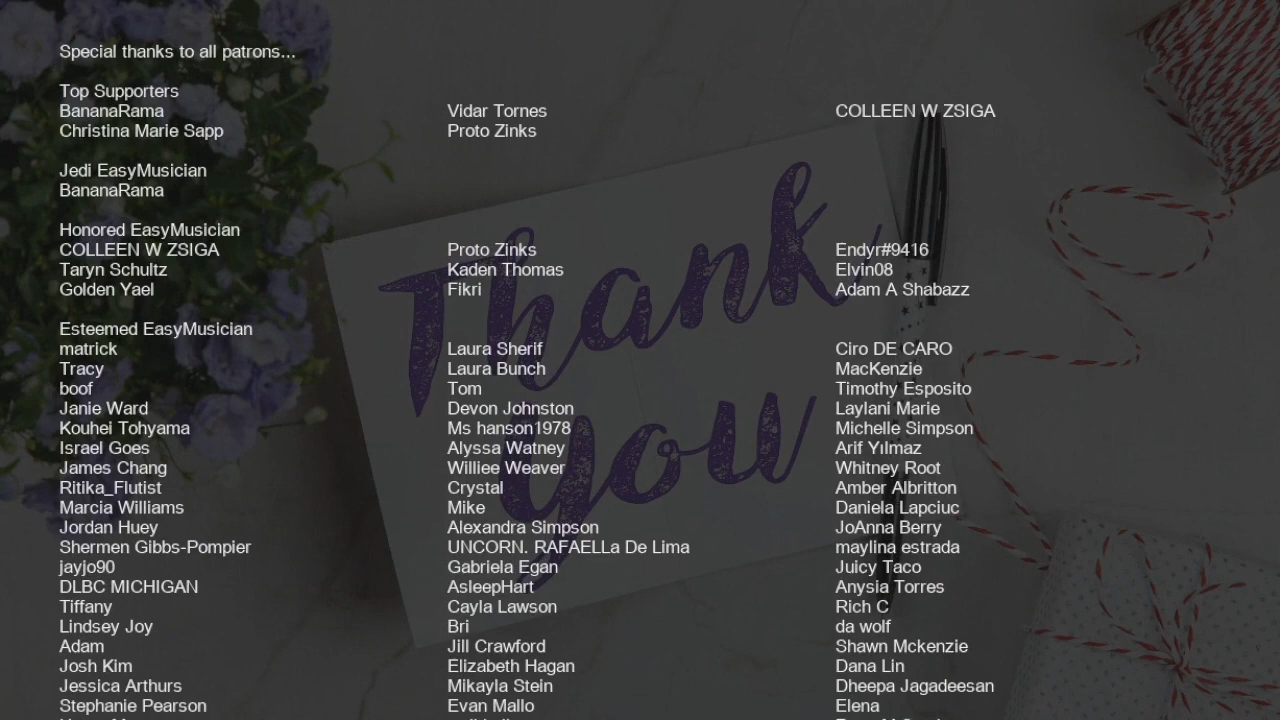 Special thanks to all patrons...
Top Supporters
BananaRama Vidar Tornes COLLEEN W ZSIGA
Christina Marie Sapp Proto Zinks
Jedi EasyMusician
BananaRama
Honored EasyMusician
COLLEEN W ZSIGA Proto Zinks Endyr#9416
Taryn Schultz Kaden Thomas Elvin08
Golden Yael Fikri Adam A Shabazz
Esteemed EasyMusician
matrick Laura Sherif Ciro DE CARO
Tracy Laura Bunch MacKenzie
boof Tom Timothy Esposito
Janie Ward Devon Johnston Laylani Marie
Kouhei Tohyama Ms hanson1978 Michelle Simpson
Israel Goes Alyssa Watney Arif Yılmaz
James Chang Williee Weaver Whitney Root
Ritika_Flutist Crystal Amber Albritton
Marcia Williams Mike Daniela Lapciuc
Jordan Huey Alexandra Simpson JoAnna Berry
Shermen Gibbs-Pompier UNCORN. RAFAELLa De Lima maylina estrada
jayjo90 Gabriela Egan Juicy Taco
DLBC MICHIGAN AsleepHart Anysia Torres
Tiffany Cayla Lawson Rich C
Lindsey Joy Bri da wolf
Adam Jill Crawford Shawn Mckenzie
Josh Kim Elizabeth Hagan Dana Lin
Jessica Arthurs Mikayla Stein Dheepa Jagadeesan
Stephanie Pearson Evan Mallo Elena
Thank
you